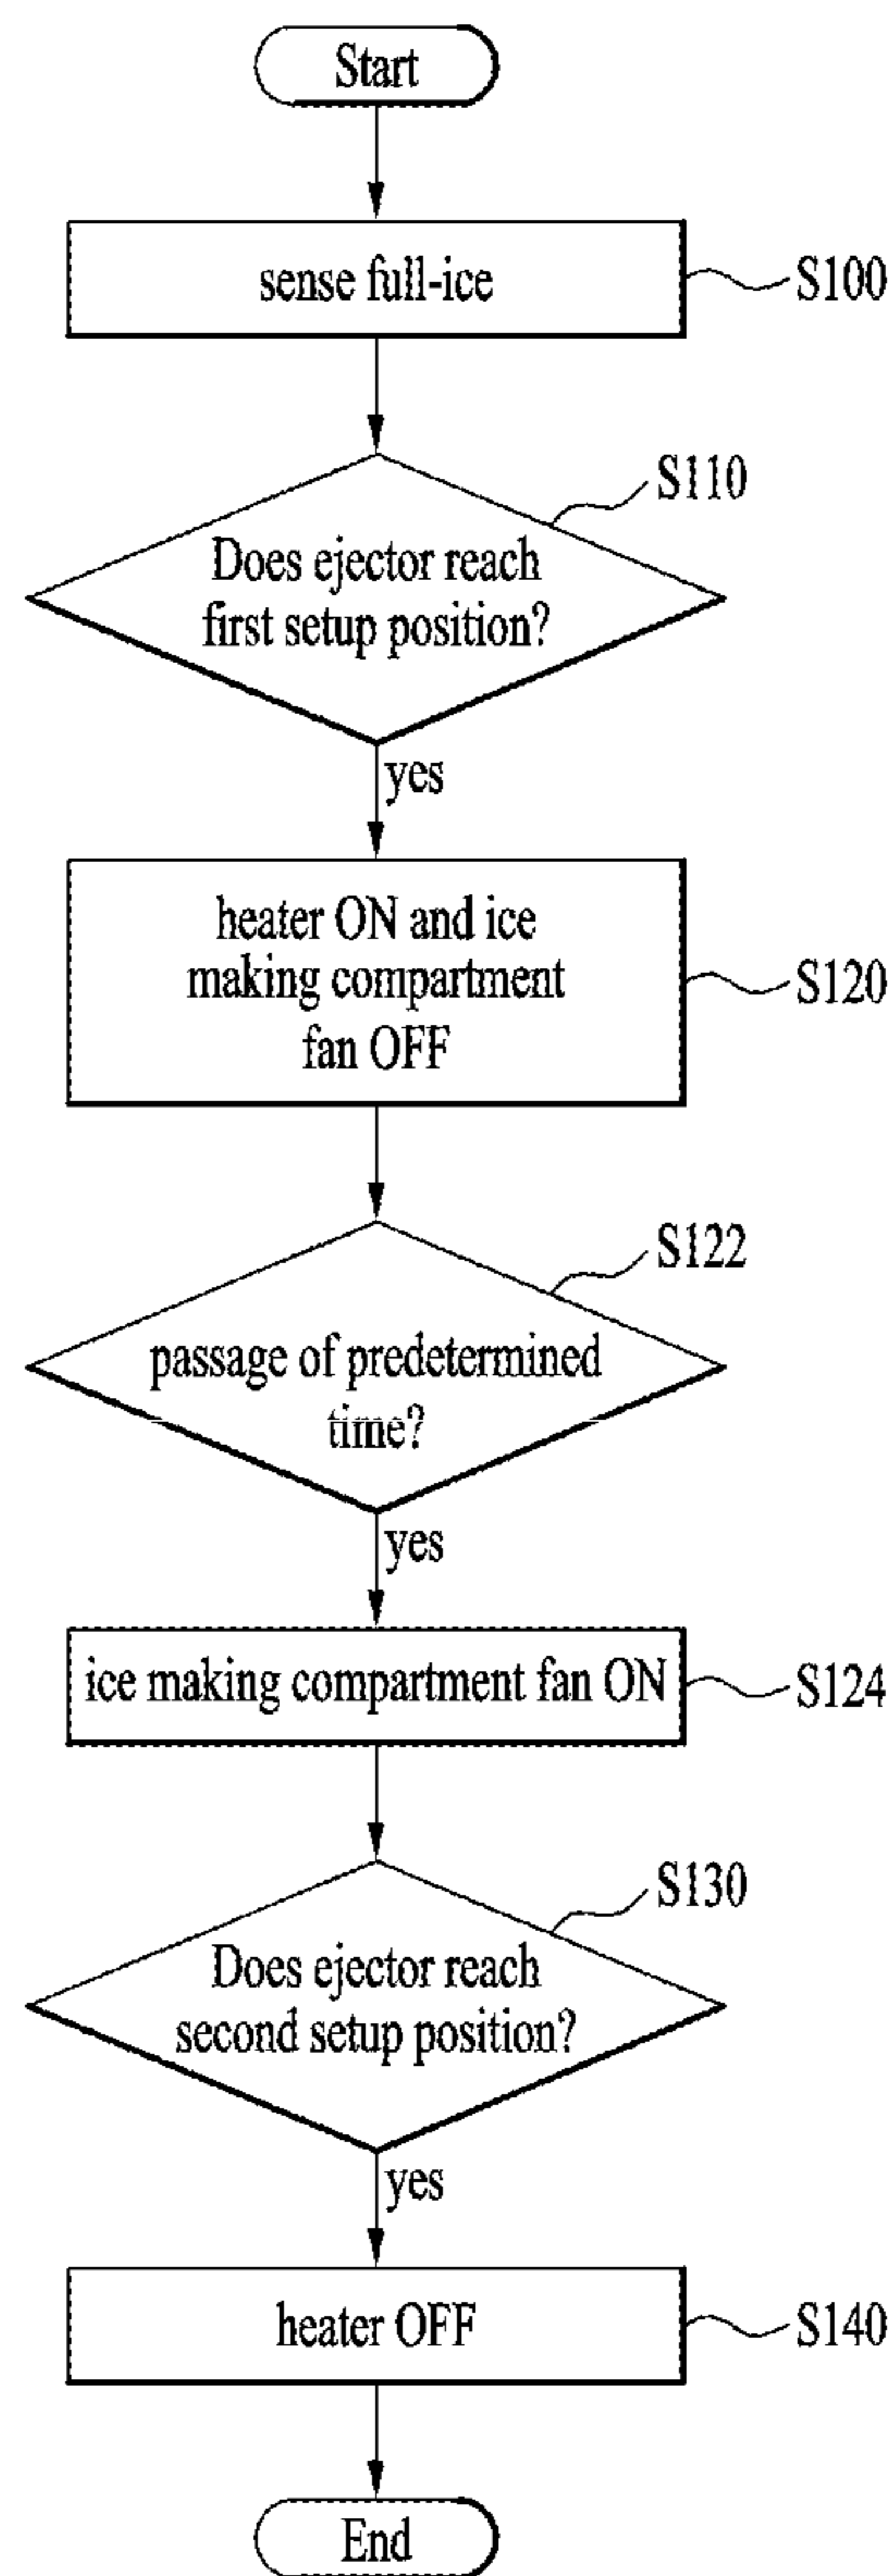 Start
sense full-ice
S100
S110
Does ejector reach
first setup position?
yes
heater ON and ice
making compartment
fan OFF
S120
S122
passage of predetermined
time?
yes
ice making compartment fan ON
S124
S130
Does ejector reach
second setup position?
yes
heater OFF
S140
End